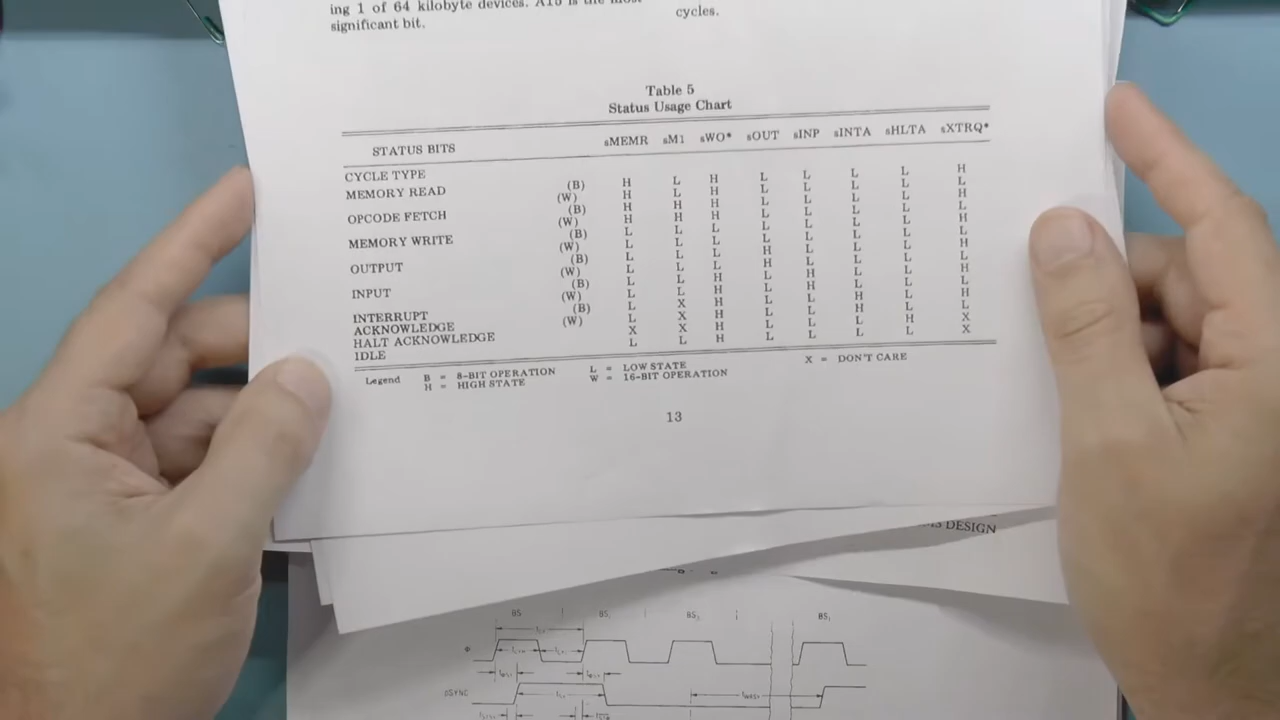 ing 1 of 64 kilobyte devices. A15 is the most
significant bit.
cycles.
Table 5
Status Usage Chart
STATUS BITS sMEMR sM1 sWO* sOUT sINP sINTA sHLTA sXTRQ*
CYCLE TYPE
MEMORY READ (B) H L H L L L L H
(W) H L H L L L L L
OPCODE FETCH (B) H H H L L L L H
(W) H H H L L L L L
MEMORY WRITE (B) L L L L L L L H
(W) L L L L L L L L
OUTPUT (B) L L L H L L L H
(W) L L L H L L L L
INPUT (B) L L H L H L L H
(W) L L H L H L L L
INTERRUPT (B) L X H L L H L H
ACKNOWLEDGE (W) L X H L L H L L
HALT ACKNOWLEDGE X X H L L L H X
IDLE L L H L L L L X
Legend B = 8-BIT OPERATION L = LOW STATE X = DON'T CARE
H = HIGH STATE W = 16-BIT OPERATION
13
DESIGN